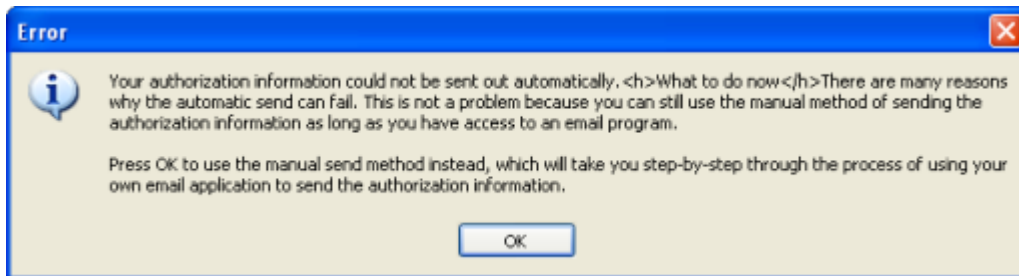 Error
Your authorization information could not be sent out automatically. <h>What to do now</h>There are many reasons
why the automatic send can fail. This is not a problem because you can still use the manual method of sending the
authorization information as long as you have access to an email program.
Press OK to use the manual send method instead, which will take you step-by-step through the process of using your
own email application to send the authorization information.
OK